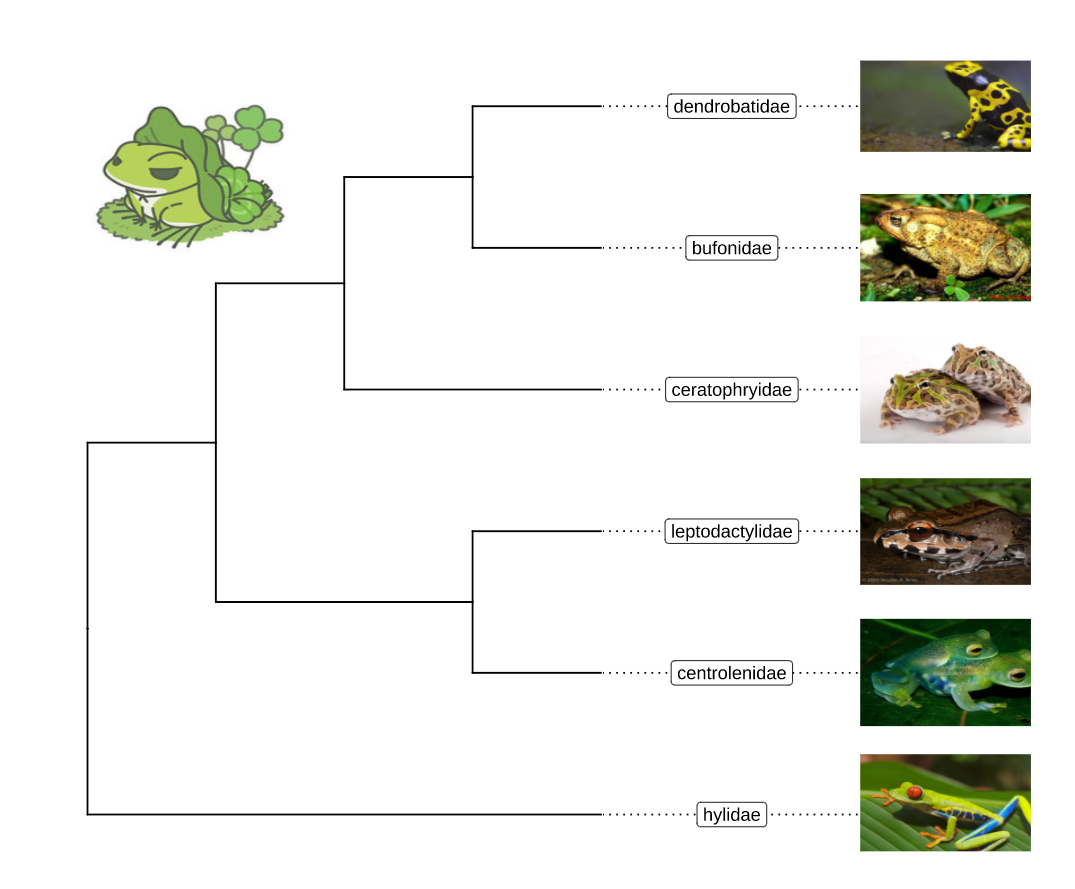 dendrobatidae
bufonidae
ceratophryidae
leptodactylidae
centrolenidae
hylidae